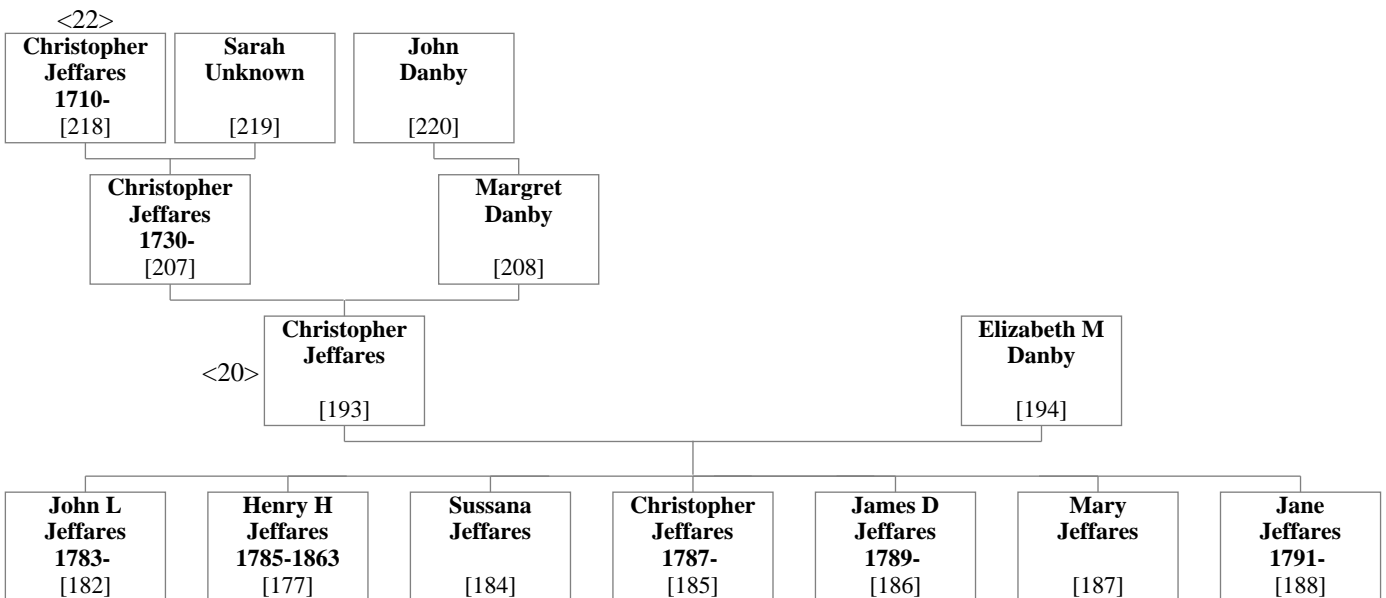 <22>
Christopher
Jeffares
1710-
[218]
Sarah
Unknown
[219]
John
Danby
[220]
Christopher
Jeffares
1730-
[207]
Margret
Danby
[208]
<20>
Christopher
Jeffares
[193]
Elizabeth M
Danby
[194]
John L
Jeffares
1783-
[182]
Henry H
Jeffares
1785-1863
[177]
Sussana
Jeffares
[184]
Christopher
Jeffares
1787-
[185]
James D
Jeffares
1789-
[186]
Mary
Jeffares
[187]
Jane
Jeffares
1791-
[188]